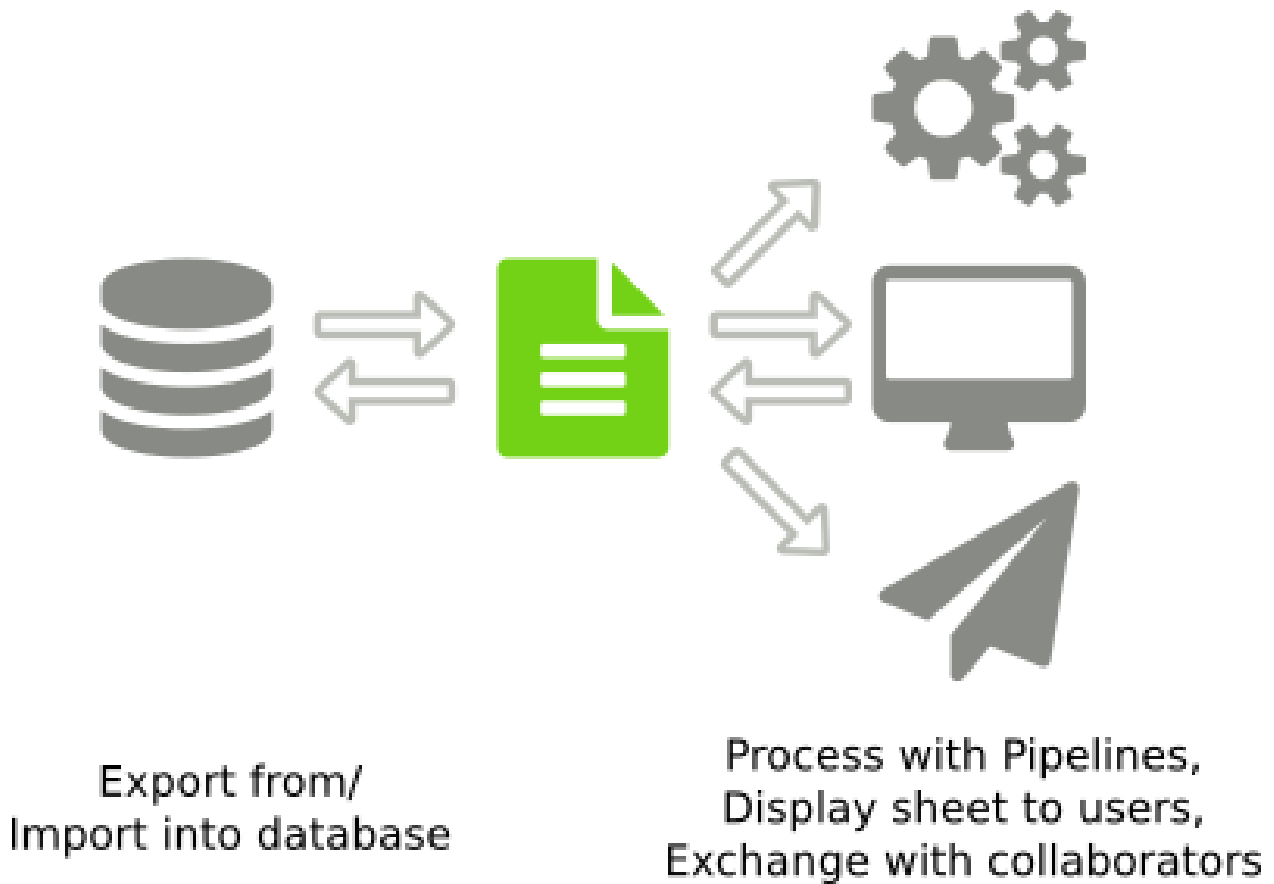 Export from/
Import into database
Process with Pipelines,
Display sheet to users,
Exchange with collaborators